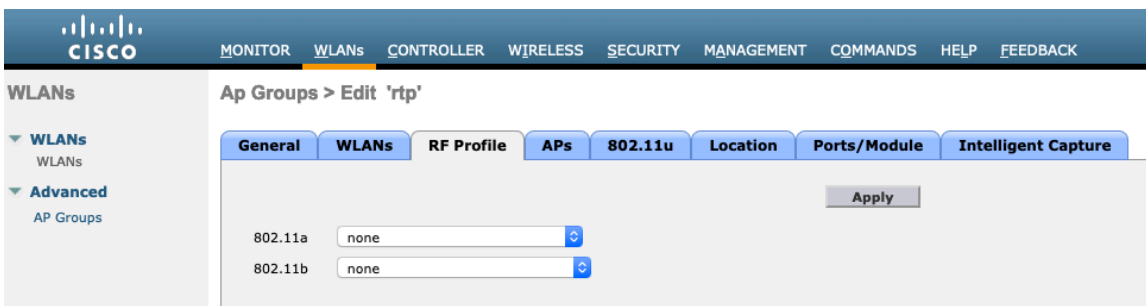 CISCO
MONITOR WLANs CONTROLLER WIRELESS SECURITY MANAGEMENT COMMANDS HELP FEEDBACK
WLANs
Ap Groups > Edit 'rtp'
WLANs
WLANs
Advanced
AP Groups
General WLANs RF Profile APs 802.11u Location Ports/Module Intelligent Capture
Apply
802.11a none
802.11b none